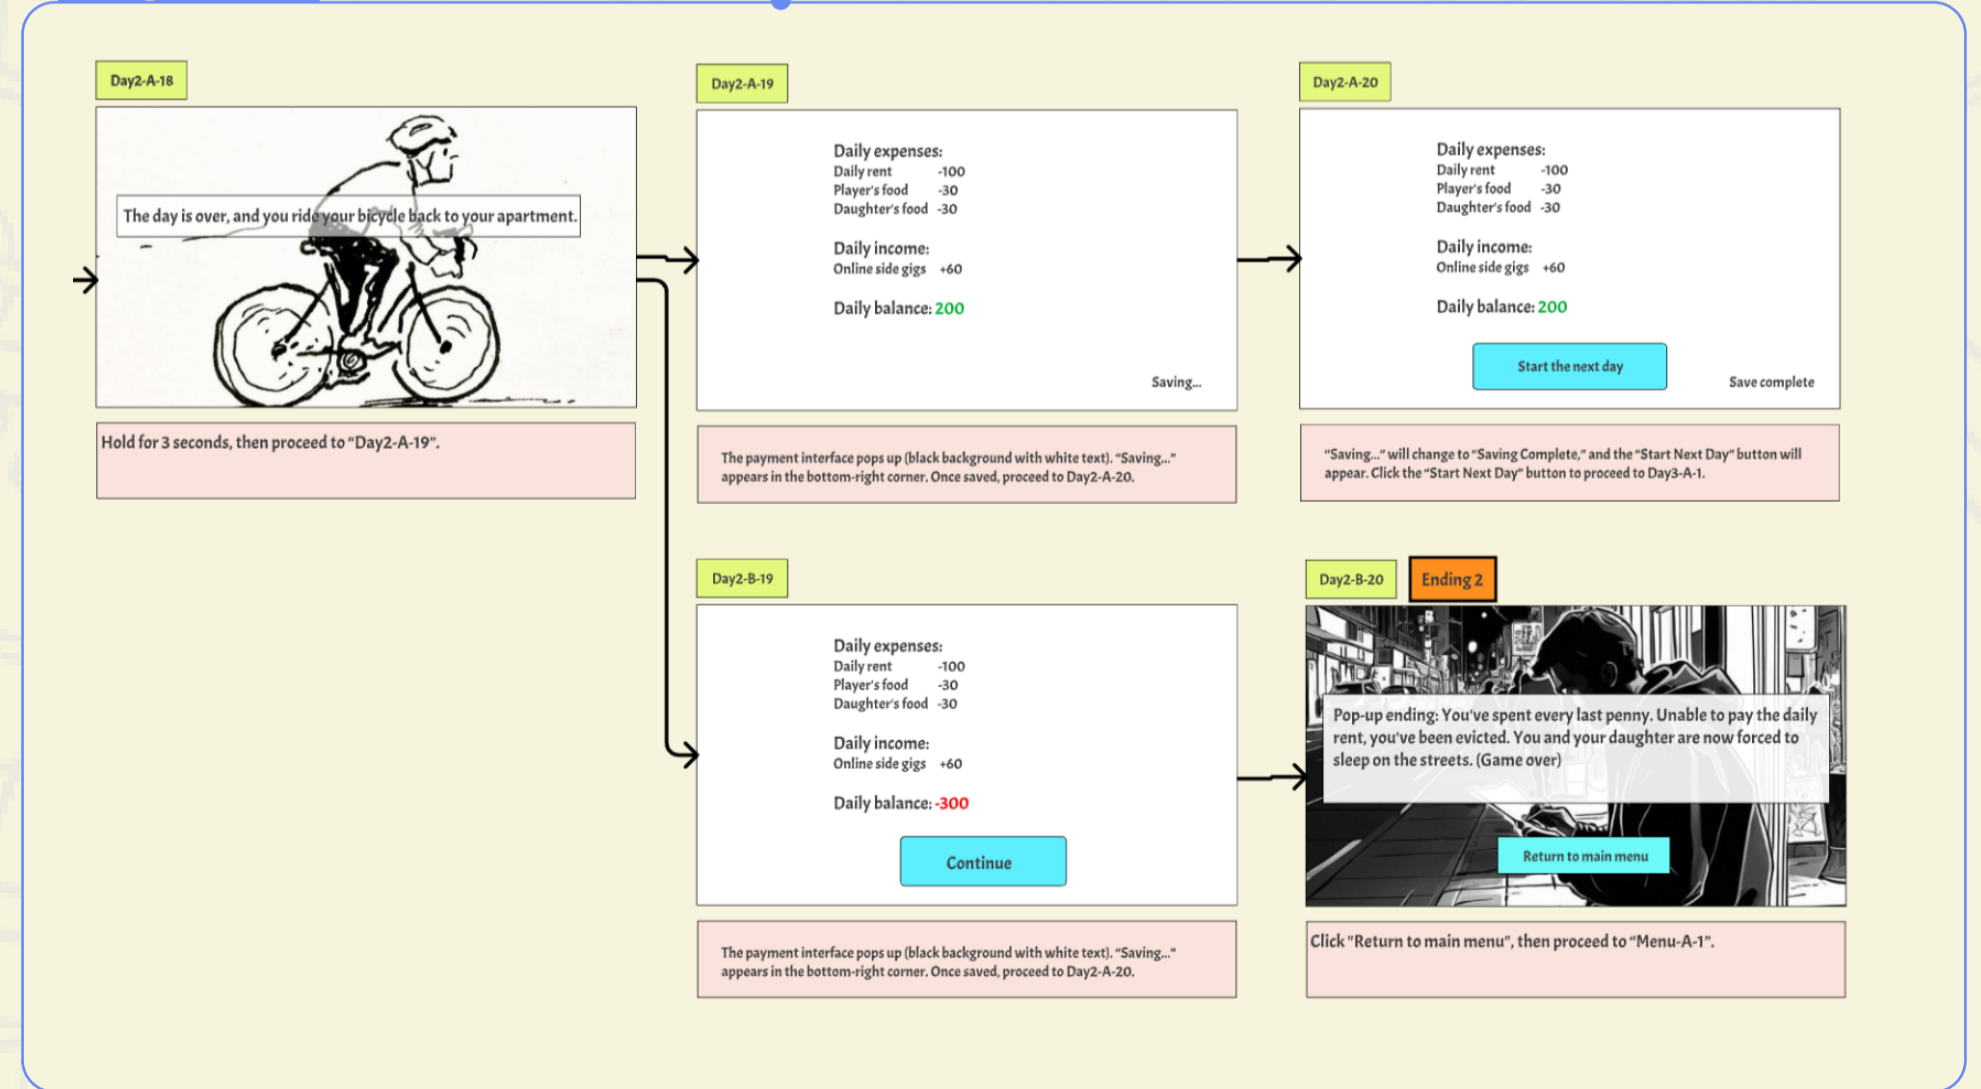 Day2-A-18
The day is over, and you ride your bicycle back to your apartment.
Hold for 3 seconds, then proceed to “Day2-A-19”.
Day2-A-19
Daily expenses:
Daily rent -100
Player's food -30
Daughter's food -30
Daily income:
Online side gigs +60
Daily balance: 200
Saving...
The payment interface pops up (black background with white text). “Saving...”
appears in the bottom-right corner. Once saved, proceed to Day2-A-20.
Day2-A-20
Daily expenses:
Daily rent -100
Player's food -30
Daughter's food -30
Daily income:
Online side gigs +60
Daily balance: 200
Start the next day
Save complete
“Saving...” will change to “Saving Complete,” and the “Start Next Day” button will
appear. Click the “Start Next Day” button to proceed to Day3-A-1.
Day2-B-19
Daily expenses:
Daily rent -100
Player's food -30
Daughter's food -30
Daily income:
Online side gigs +60
Daily balance: -300
Continue
The payment interface pops up (black background with white text). “Saving...”
appears in the bottom-right corner. Once saved, proceed to Day2-A-20.
Day2-B-20
Ending 2
Pop-up ending: You've spent every last penny. Unable to pay the daily
rent, you've been evicted. You and your daughter are now forced to
sleep on the streets. (Game over)
Return to main menu
Click "Return to main menu", then proceed to “Menu-A-1”.